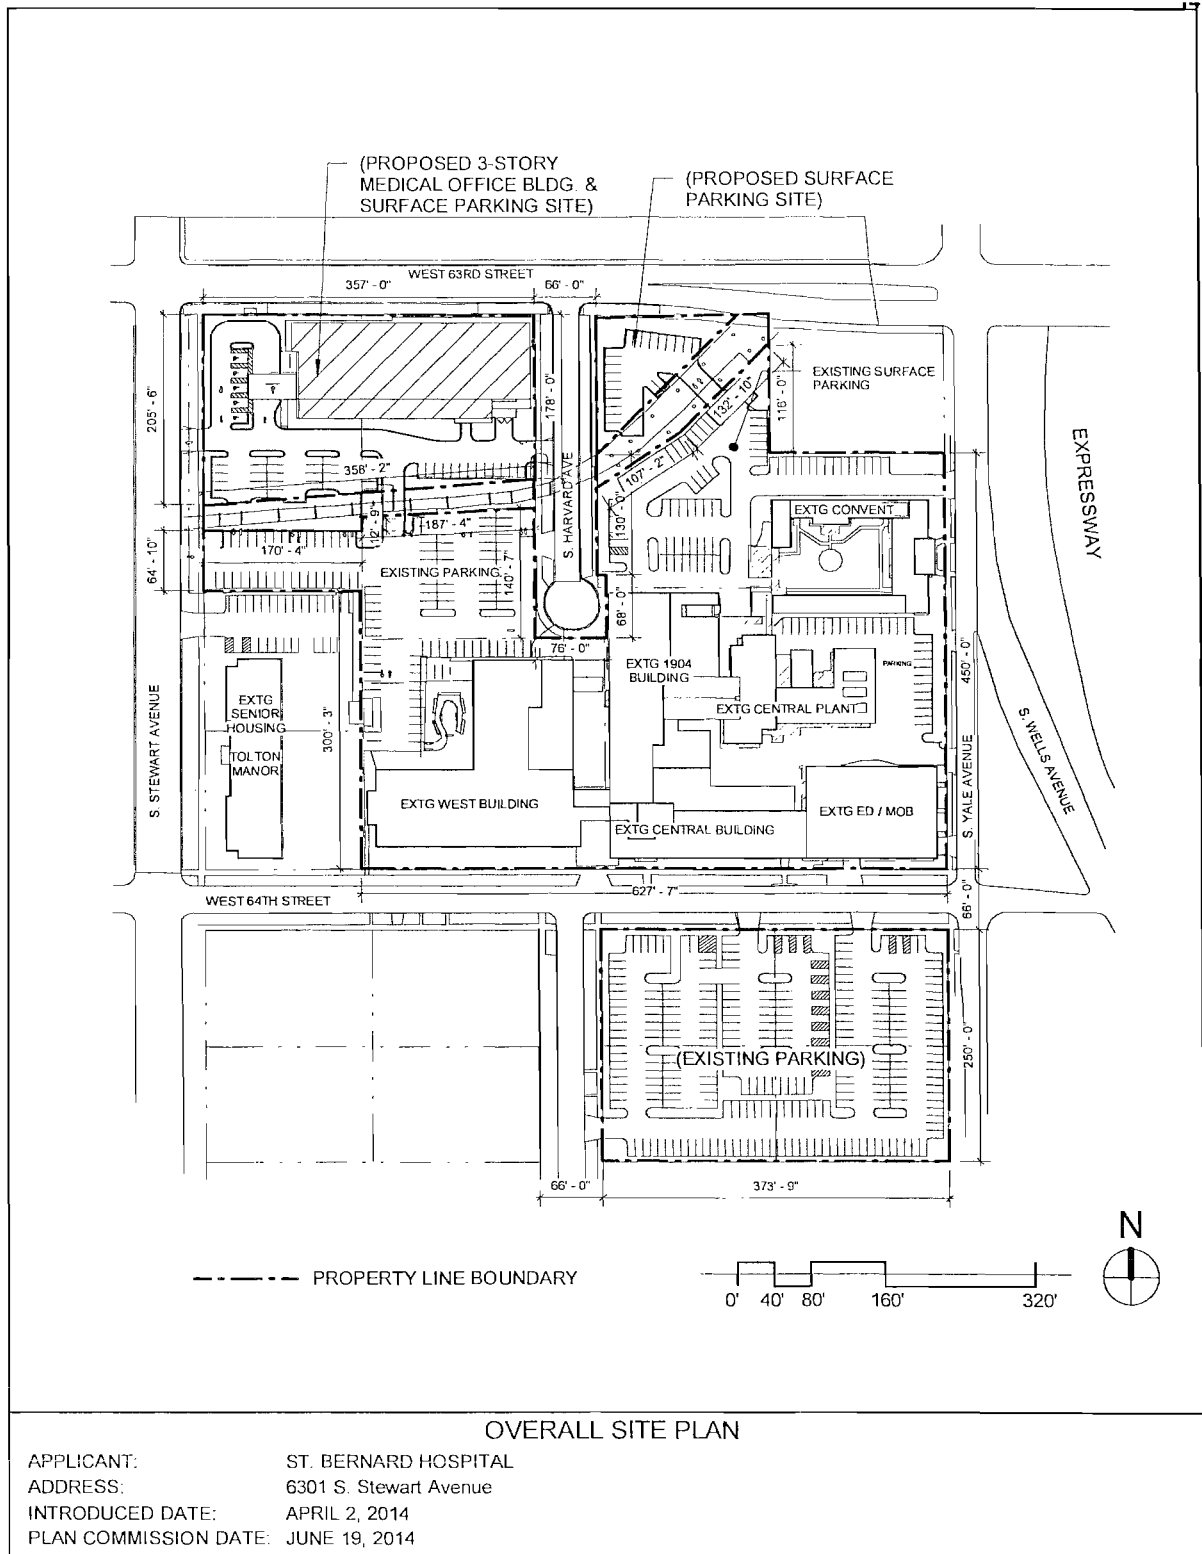 (PROPOSED 3-STORY
MEDICAL OFFICE BLDG. &
SURFACE PARKING SITE)
(PROPOSED SURFACE
PARKING SITE)
WEST 63RD STREET
357' - 0"
66' - 0"
205' - 6"
178' - 0"
132' - 10"
116' - 0"
EXISTING SURFACE
PARKING
EXPRESSWAY
358' - 2"
107' - 2"
S. HARVARD AVE
130' - 0"
EXTG CONVENT
12' - 9"
187' - 4"
170' - 4"
64' - 10"
EXISTING PARKING
140' - 7"
68' - 0"
76' - 0"
EXTG 1904
BUILDING
PARKING
450' - 0"
EXTG CENTRAL PLANT
S. STEWART AVENUE
EXTG
SENIOR
HOUSING
TOLTON
MANOR
300' - 3"
S. WELLS AVENUE
S. YALE AVENUE
EXTG WEST BUILDING
EXTG CENTRAL BUILDING
EXTG ED / MOB
WEST 64TH STREET
627' - 7"
66' - 0"
(EXISTING PARKING)
250' - 0"
66' - 0"
373' - 9"
N
PROPERTY LINE BOUNDARY
0' 40' 80' 160' 320'
OVERALL SITE PLAN
APPLICANT: ST. BERNARD HOSPITAL
ADDRESS: 6301 S. Stewart Avenue
INTRODUCED DATE: APRIL 2, 2014
PLAN COMMISSION DATE: JUNE 19, 2014